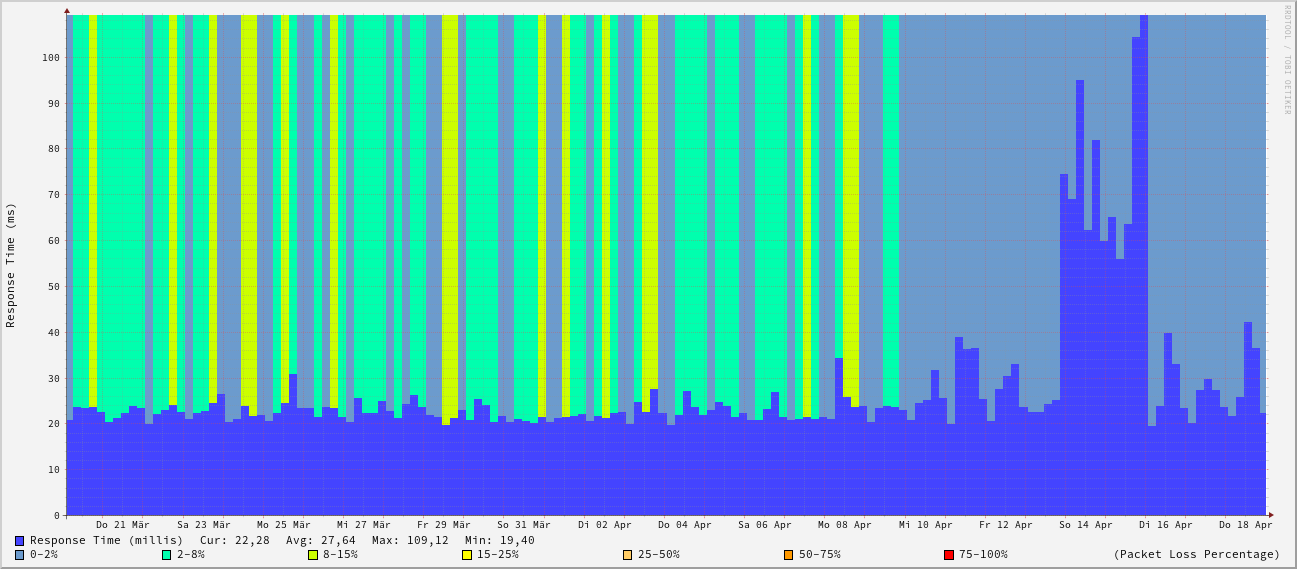 RRDTOOL / TOBI OETIKER
Response Time (ms)
100
90
80
70
60
50
40
30
20
10
0
Do 21 Mär Sa 23 Mär Mo 25 Mär Mi 27 Mär Fr 29 Mär So 31 Mär Di 02 Apr Do 04 Apr Sa 06 Apr Mo 08 Apr Mi 10 Apr Fr 12 Apr So 14 Apr Di 16 Apr Do 18 Apr
Response Time (millis) Cur: 22,28 Avg: 27,64 Max: 109,12 Min: 19,40
0-2% 2-8% 8-15% 15-25% 25-50% 50-75% 75-100% (Packet Loss Percentage)